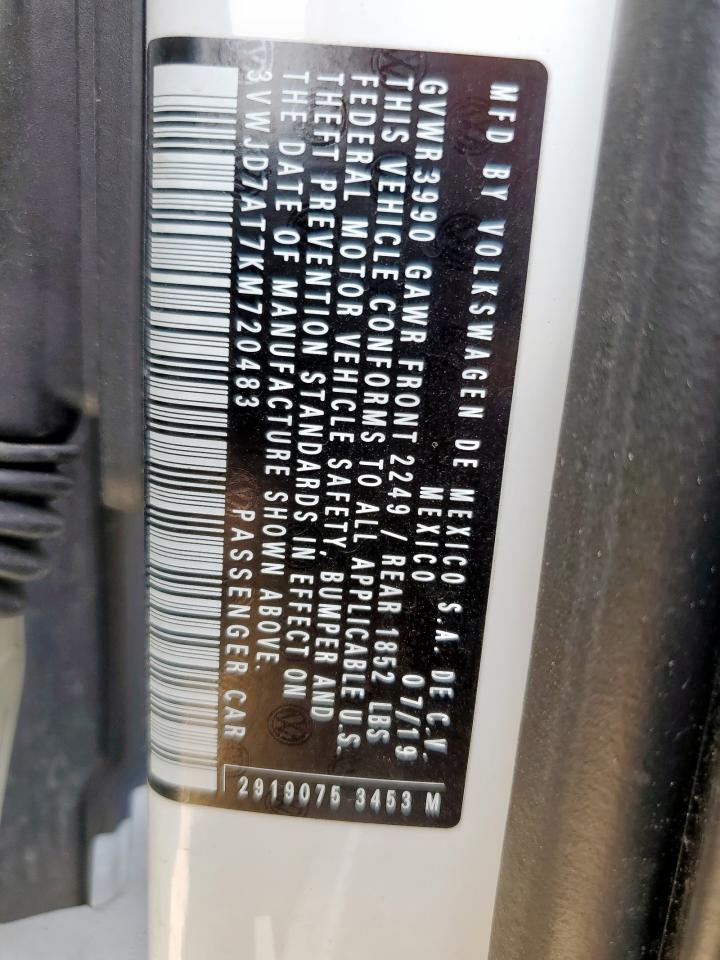 MFD BY VOLKSWAGEN DE MEXICO S.A. DE C.V.
MEXICO 07/19
GVWR 3990 GAWR FRONT 2249 / REAR 1852 LBS
THIS VEHICLE CONFORMS TO ALL APPLICABLE U.S.
FEDERAL MOTOR VEHICLE SAFETY, BUMPER AND
THEFT PREVENTION STANDARDS IN EFFECT ON
THE DATE OF MANUFACTURE SHOWN ABOVE.
3VWJD7AT7KM720483 PASSENGER CAR
2919075 3453 M